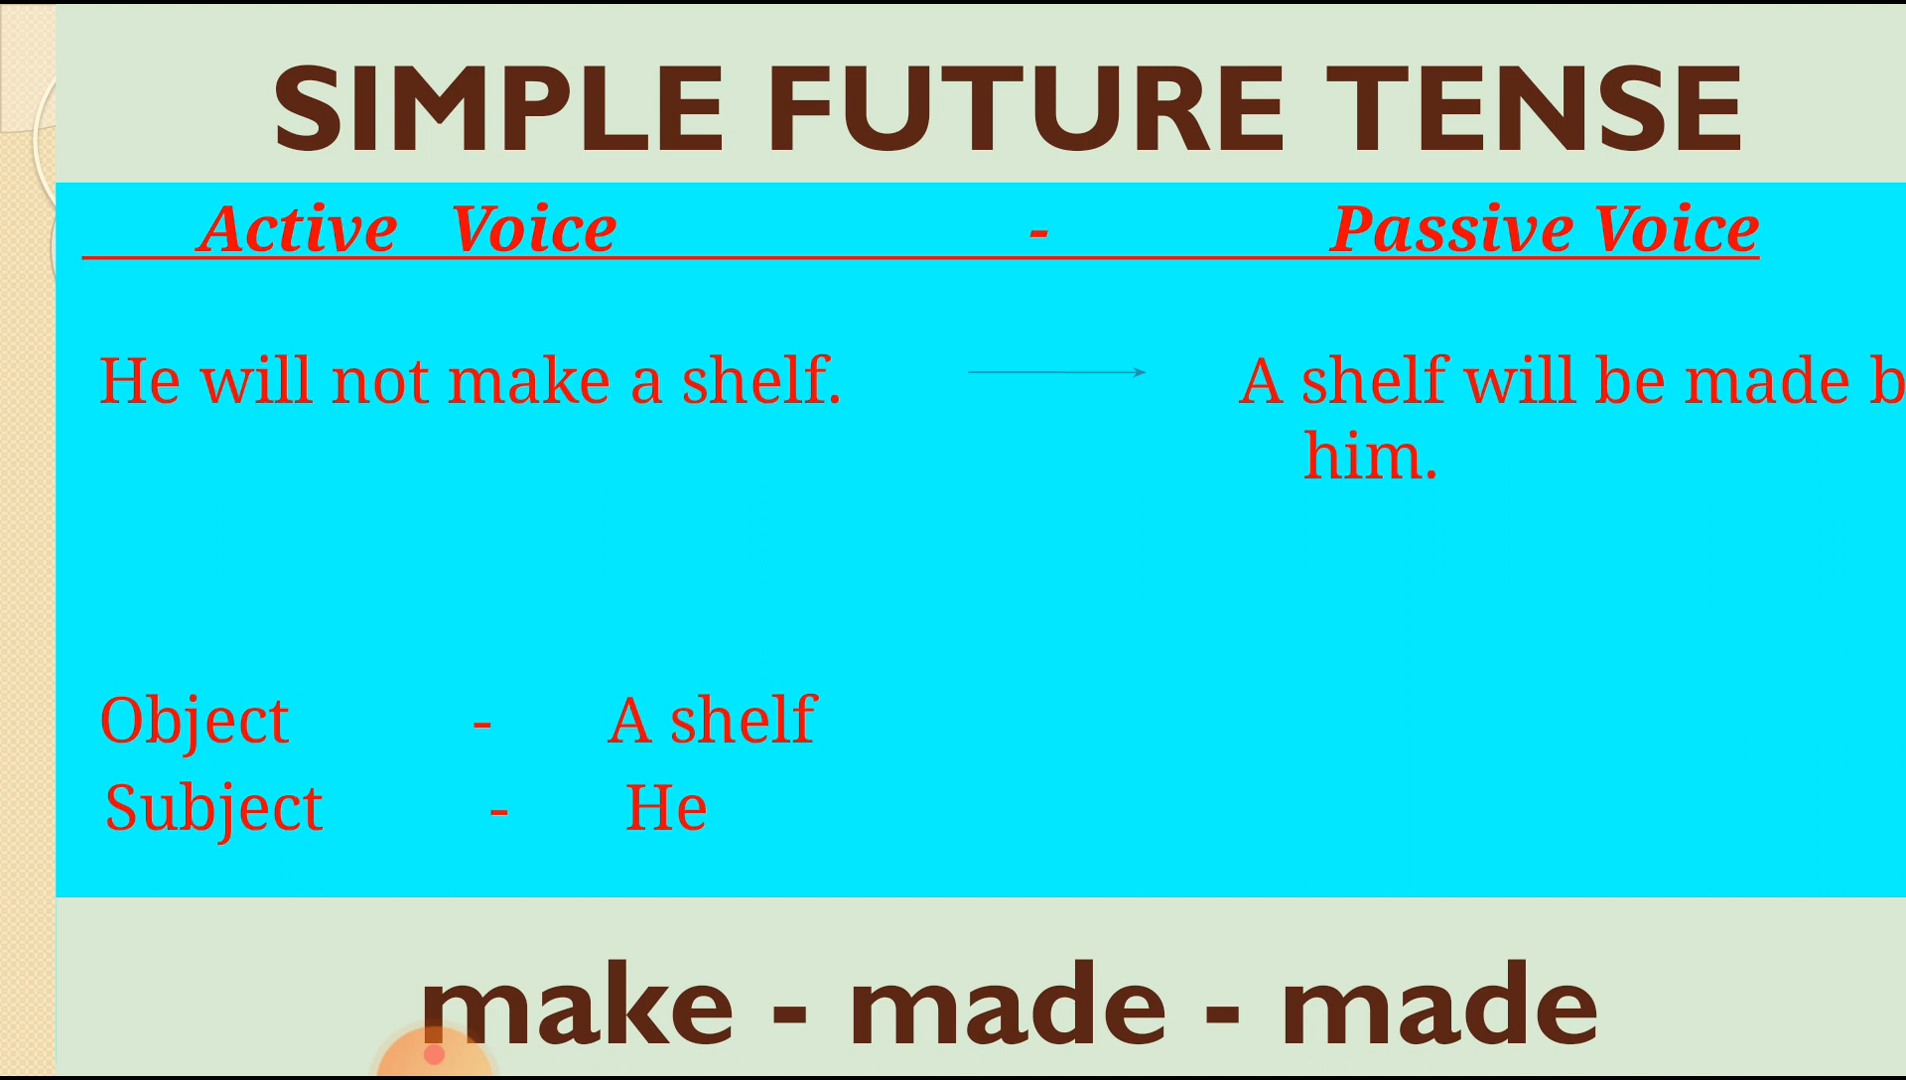 SIMPLE FUTURE TENSE
Active Voice - Passive Voice
He will not make a shelf. A shelf will be made b
him.
Object - A shelf
Subject - He
make - made - made